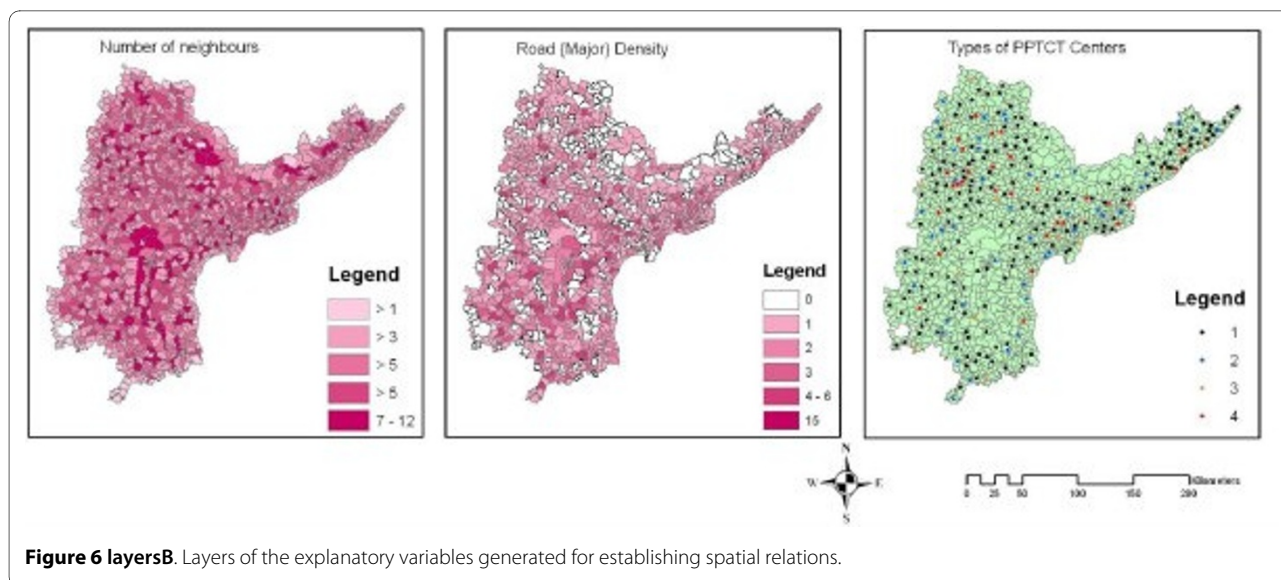 Number of neighbours
Legend
> 1
> 3
> 5
> 5
7 - 12
Road (Major) Density
Legend
0
1
2
3
4 - 6
15
Types of PPTCT Centers
Legend
1
2
3
4
N
W E
S
Kilometers
0 25 50 100 150 200
Figure 6 layersB. Layers of the explanatory variables generated for establishing spatial relations.